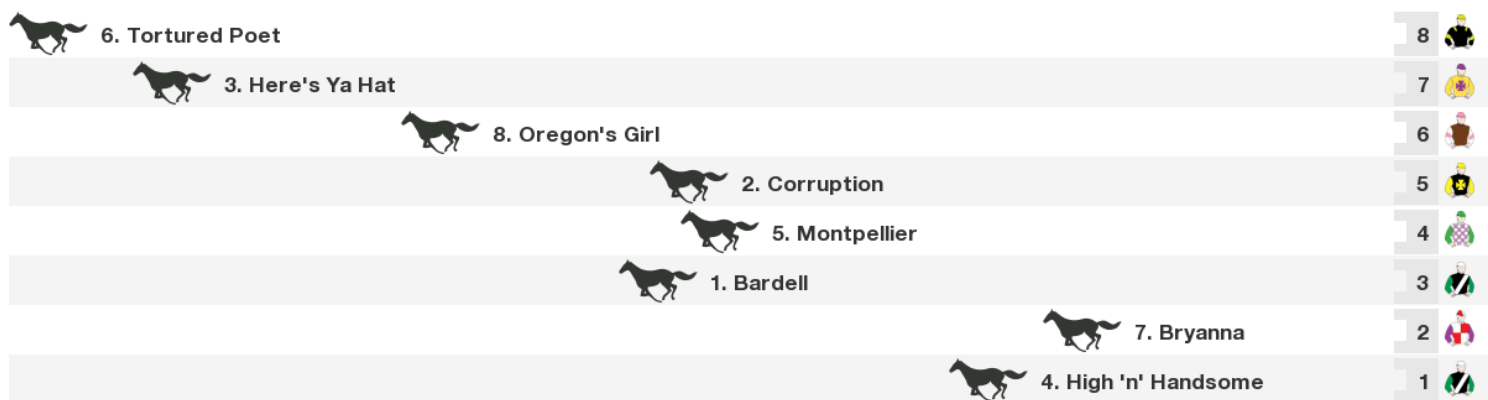 6. Tortured Poet 8
3. Here's Ya Hat 7
8. Oregon's Girl 6
2. Corruption 5
5. Montpellier 4
1. Bardell 3
7. Bryanna 2
4. High 'n' Handsome 1